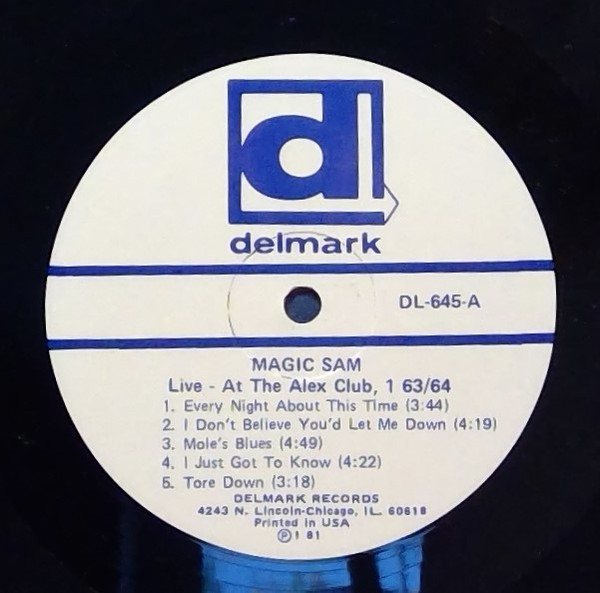 d
delmark
DL-645-A
MAGIC SAM
Live - At The Alex Club, 1 63/64
1. Every Night About This Time (3:44)
2. I Don't Believe You'd Let Me Down (4:19)
3. Mole's Blues (4:49)
4. I Just Got To Know (4:22)
5. Tore Down (3:18)
DELMARK RECORDS
4243 N. Lincoln-Chicago, IL. 60618
Printed in USA
℗1 81